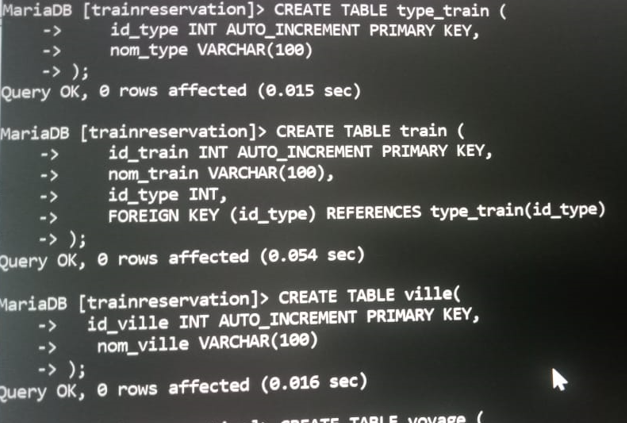 MariaDB [trainreservation]> CREATE TABLE type_train (
-> id_type INT AUTO_INCREMENT PRIMARY KEY,
-> nom_type VARCHAR(100)
-> );
Query OK, 0 rows affected (0.015 sec)
MariaDB [trainreservation]> CREATE TABLE train (
-> id_train INT AUTO_INCREMENT PRIMARY KEY,
-> nom_train VARCHAR(100),
-> id_type INT,
-> FOREIGN KEY (id_type) REFERENCES type_train(id_type)
-> );
Query OK, 0 rows affected (0.054 sec)
MariaDB [trainreservation]> CREATE TABLE ville(
-> id_ville INT AUTO_INCREMENT PRIMARY KEY,
-> nom_ville VARCHAR(100)
-> );
Query OK, 0 rows affected (0.016 sec)
CREATE TABLE voyage (